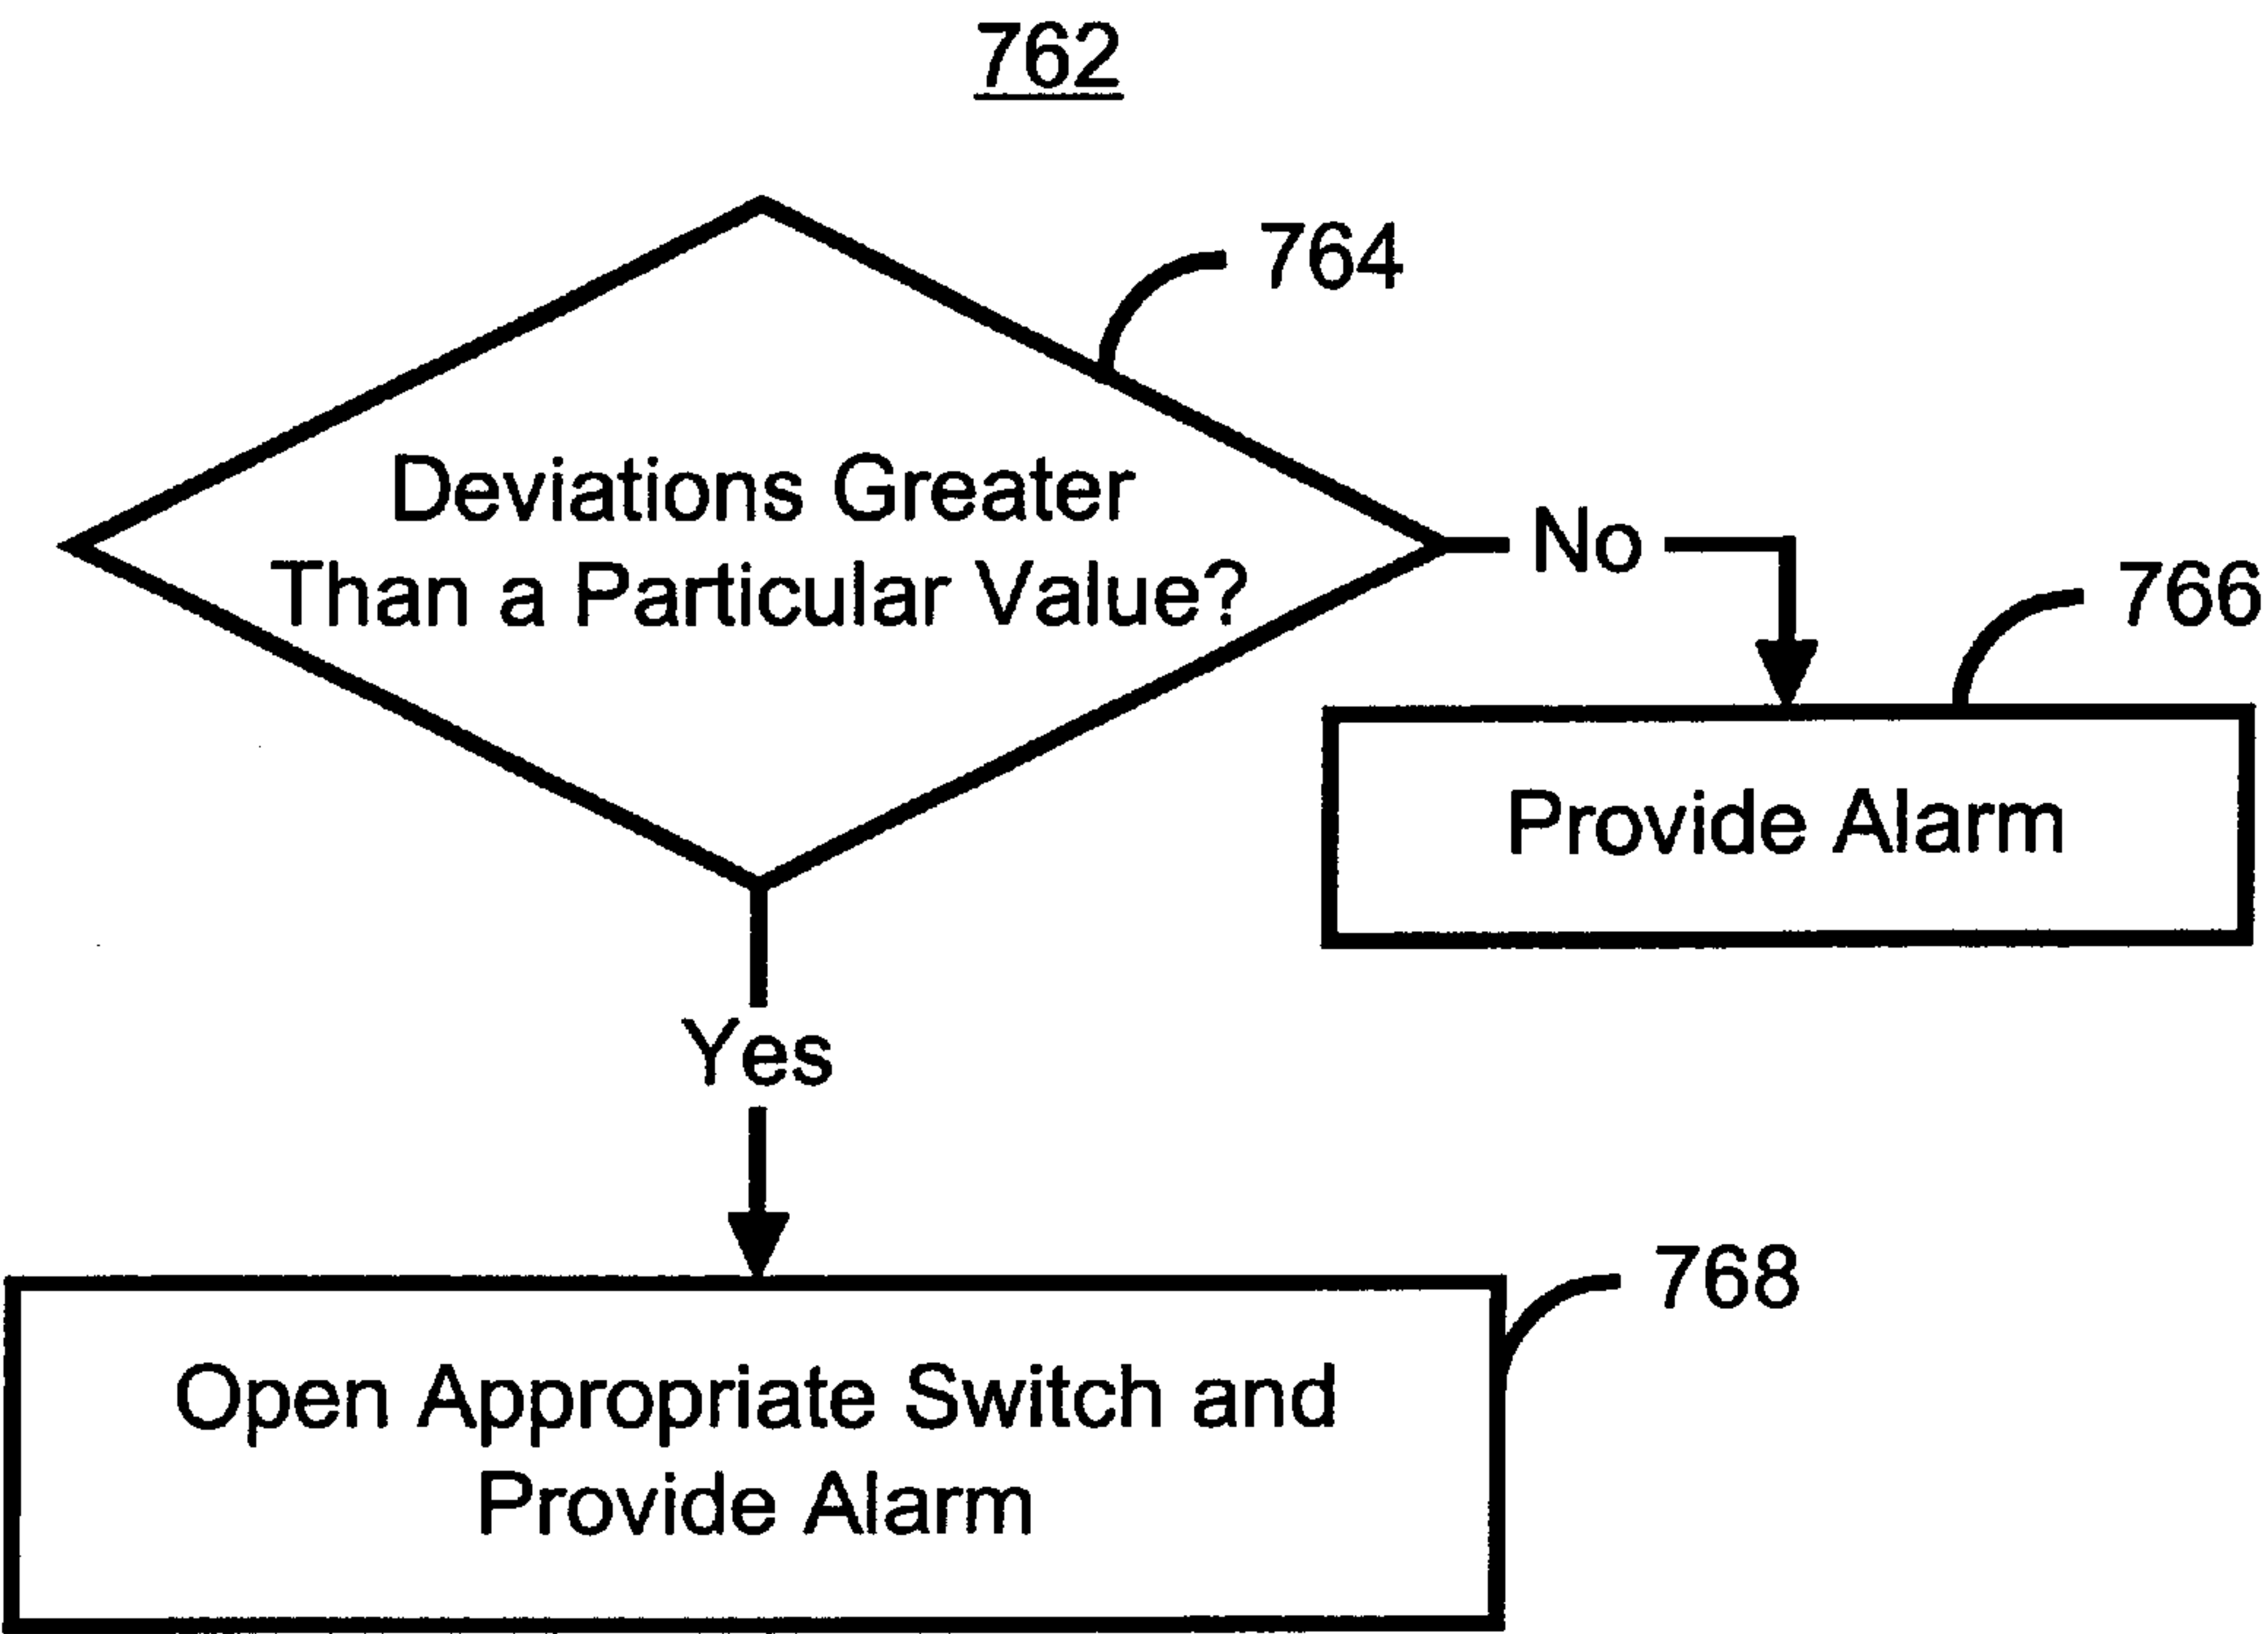 762
764
Deviations Greater
Than a Particular Value?
No
766
Provide Alarm
Yes
768
Open Appropriate Switch and
Provide Alarm